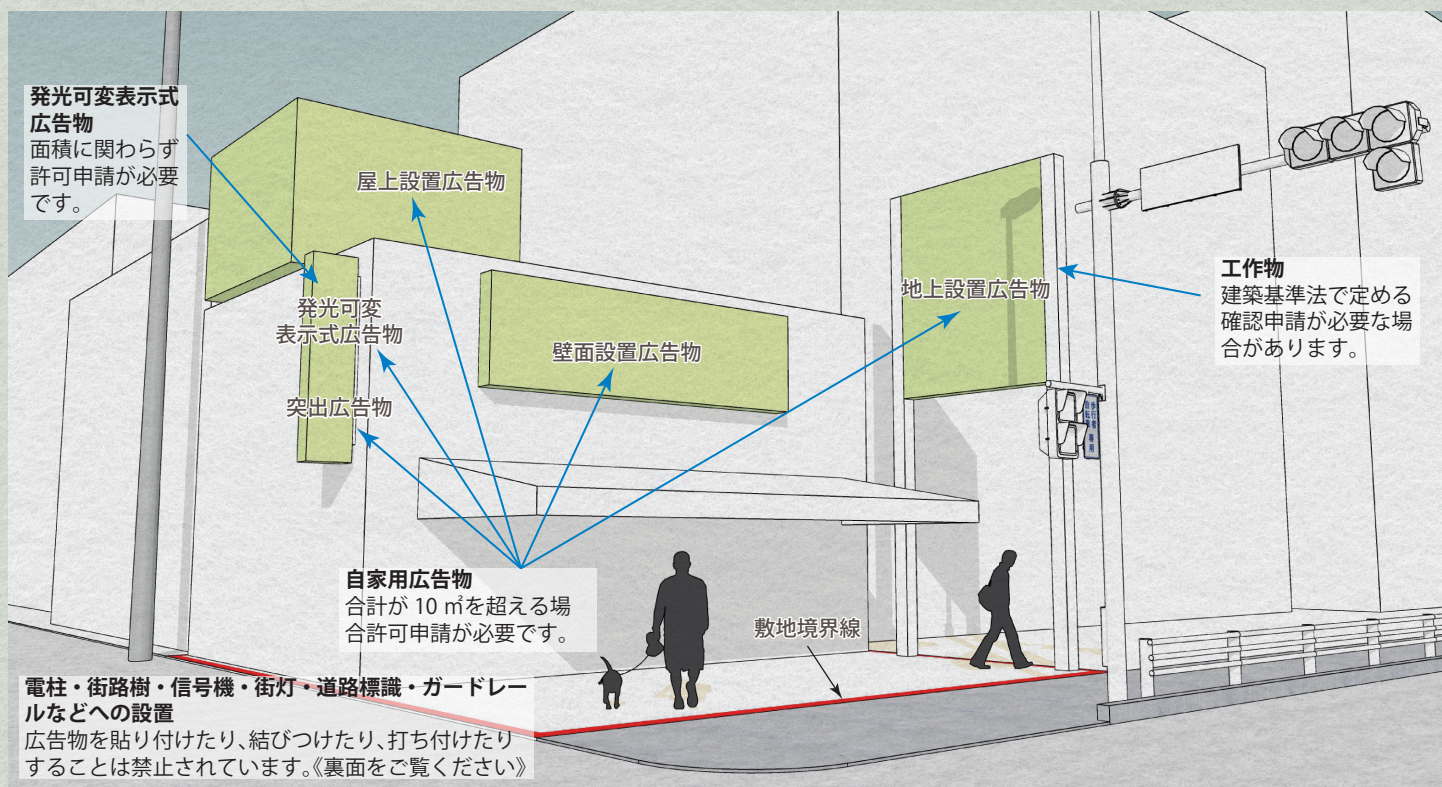 発光可変表示式
広告物
面積に関わらず
許可申請が必要
です。
屋上設置広告物
発光可変
表示式広告物
突出広告物
壁面設置広告物
地上設置広告物
工作物
建築基準法で定める
確認申請が必要な場
合があります。
歩行者
自転車
専用
自家用広告物
合計が 10 ㎡を超える場
合許可申請が必要です。
敷地境界線
電柱・街路樹・信号機・街灯・道路標識・ガードレー
ルなどへの設置
広告物を貼り付けたり、結びつけたり、打ち付けたり
することは禁止されています。《裏面をご覧ください》